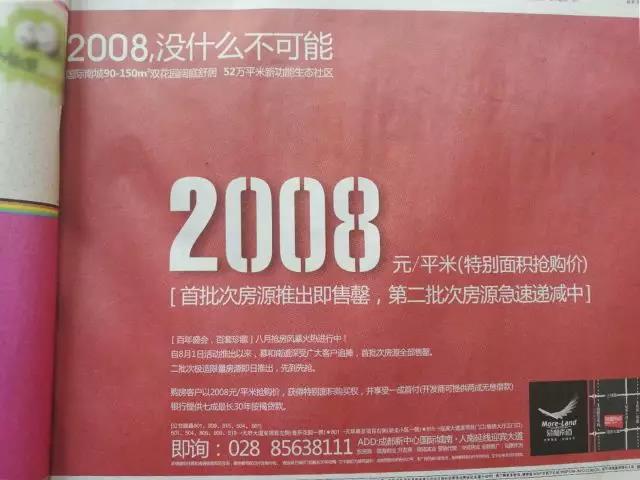 2008,没什么不可能
国际南城90-150m²双花园阔庭舒居 52万平米新功能生态社区
2008
元/平米(特别面积抢购价)
[首批次房源推出即售罄，第二批次房源急速递减中]
[百年盛会，百套珍藏]八月抢房风暴火热进行中！
自8月1日活动推出以来，慕和南道深受广大客户追捧，首批次房源全部售罄。
二批次极这限量房源即日推出，先到先抢。
购房客户以2008元/平米抢购价，获得特别面积购买权，并享受一成首付(开发商可提供两成无息借款)
银行提供七成最长30年按揭贷款。
即询：028 85638111
ADD:成都新中心国际城南·人南延线迎宾大道
More-Land